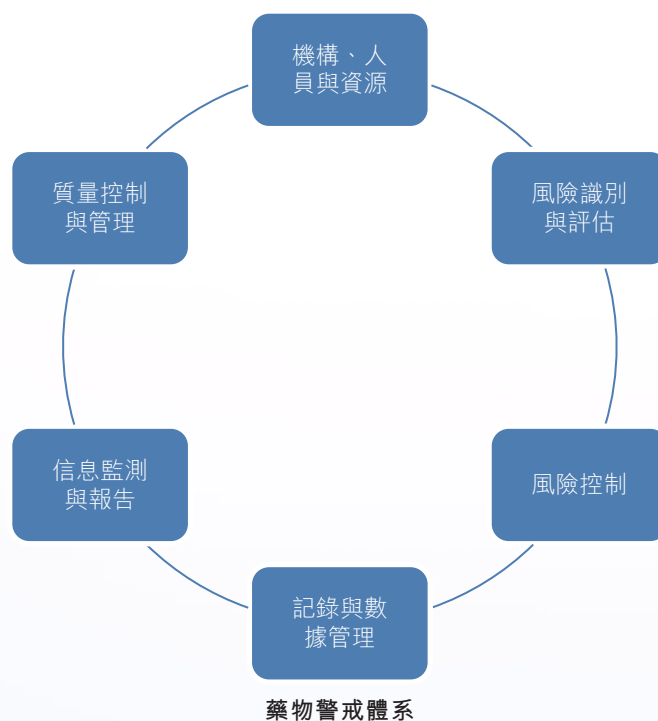 機構、人
員與資源
質量控制
與管理
風險識別
與評估
信息監測
與報告
風險控制
記錄與數
據管理
藥物警戒體系